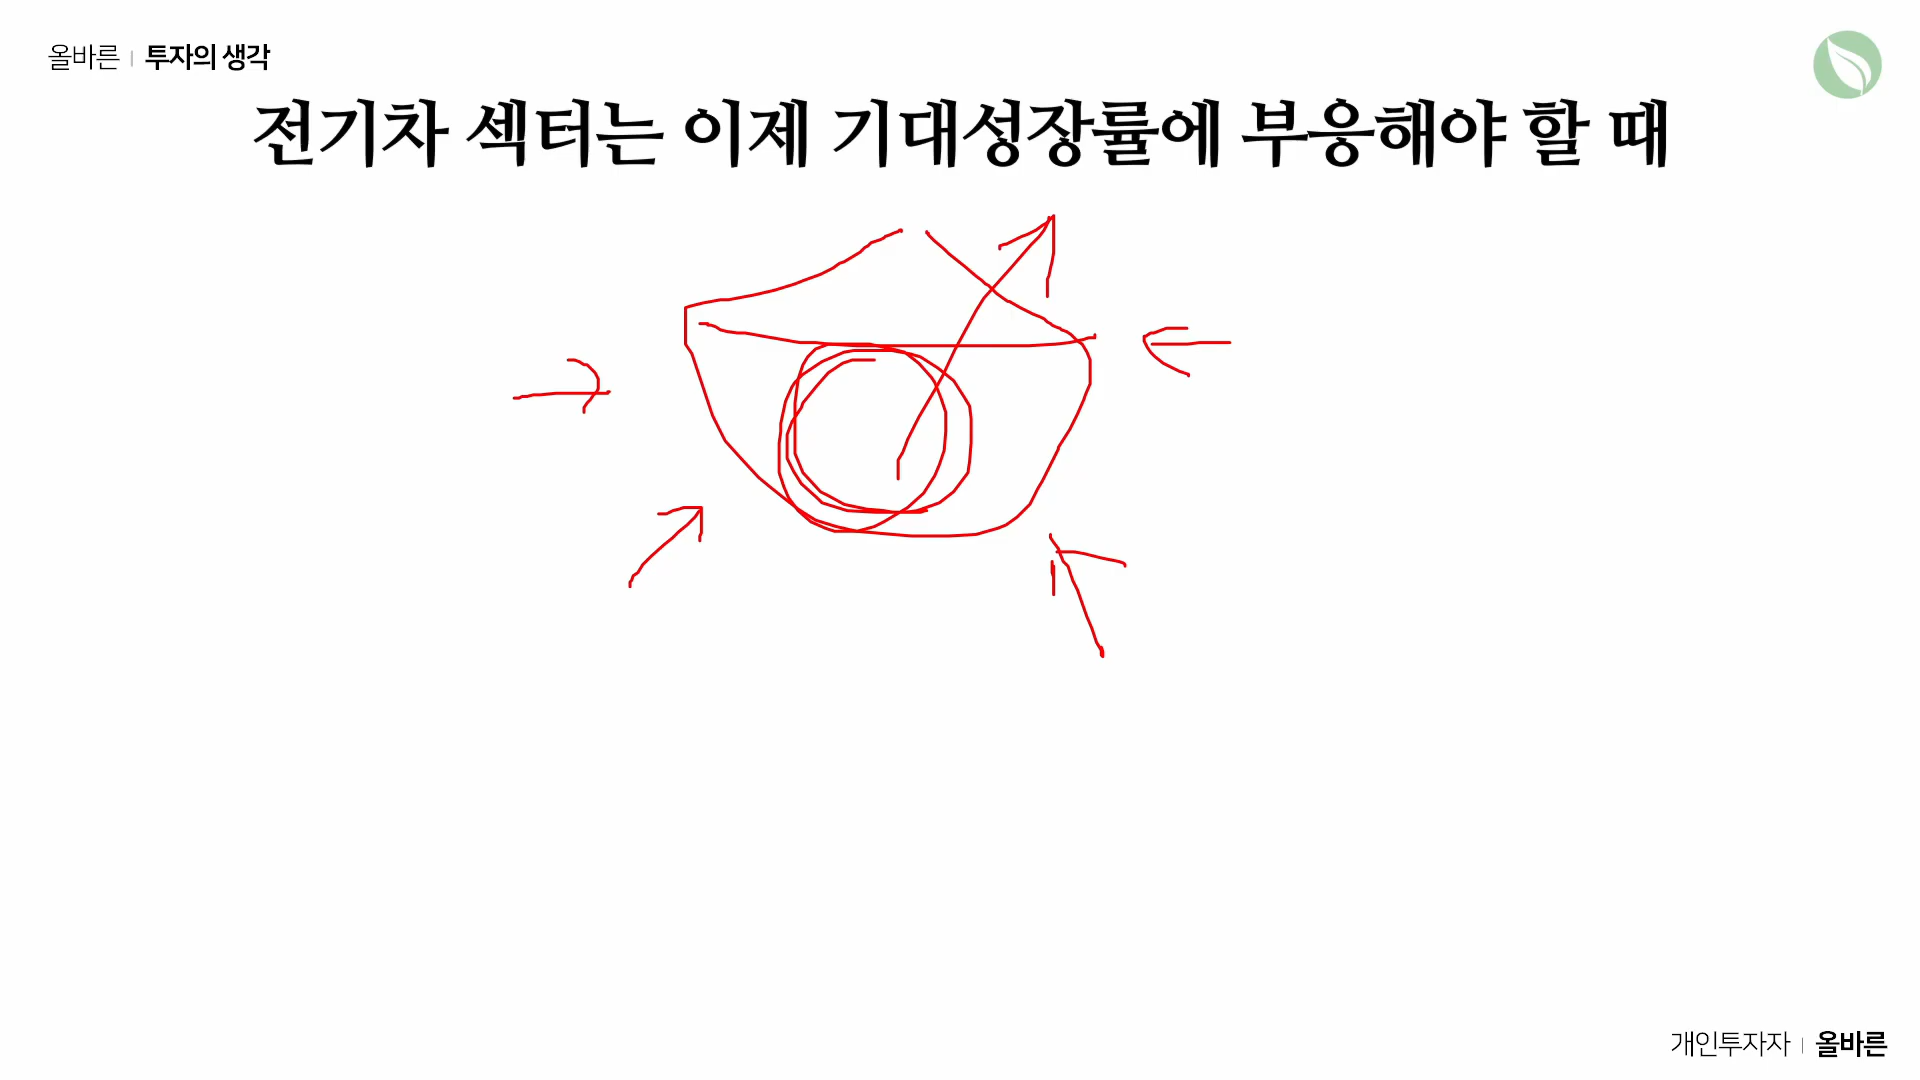 올바른 | 투자의 생각
전기차 섹터는 이제 기대성장률에 부응해야 할 때
개인투자자 | 올바른